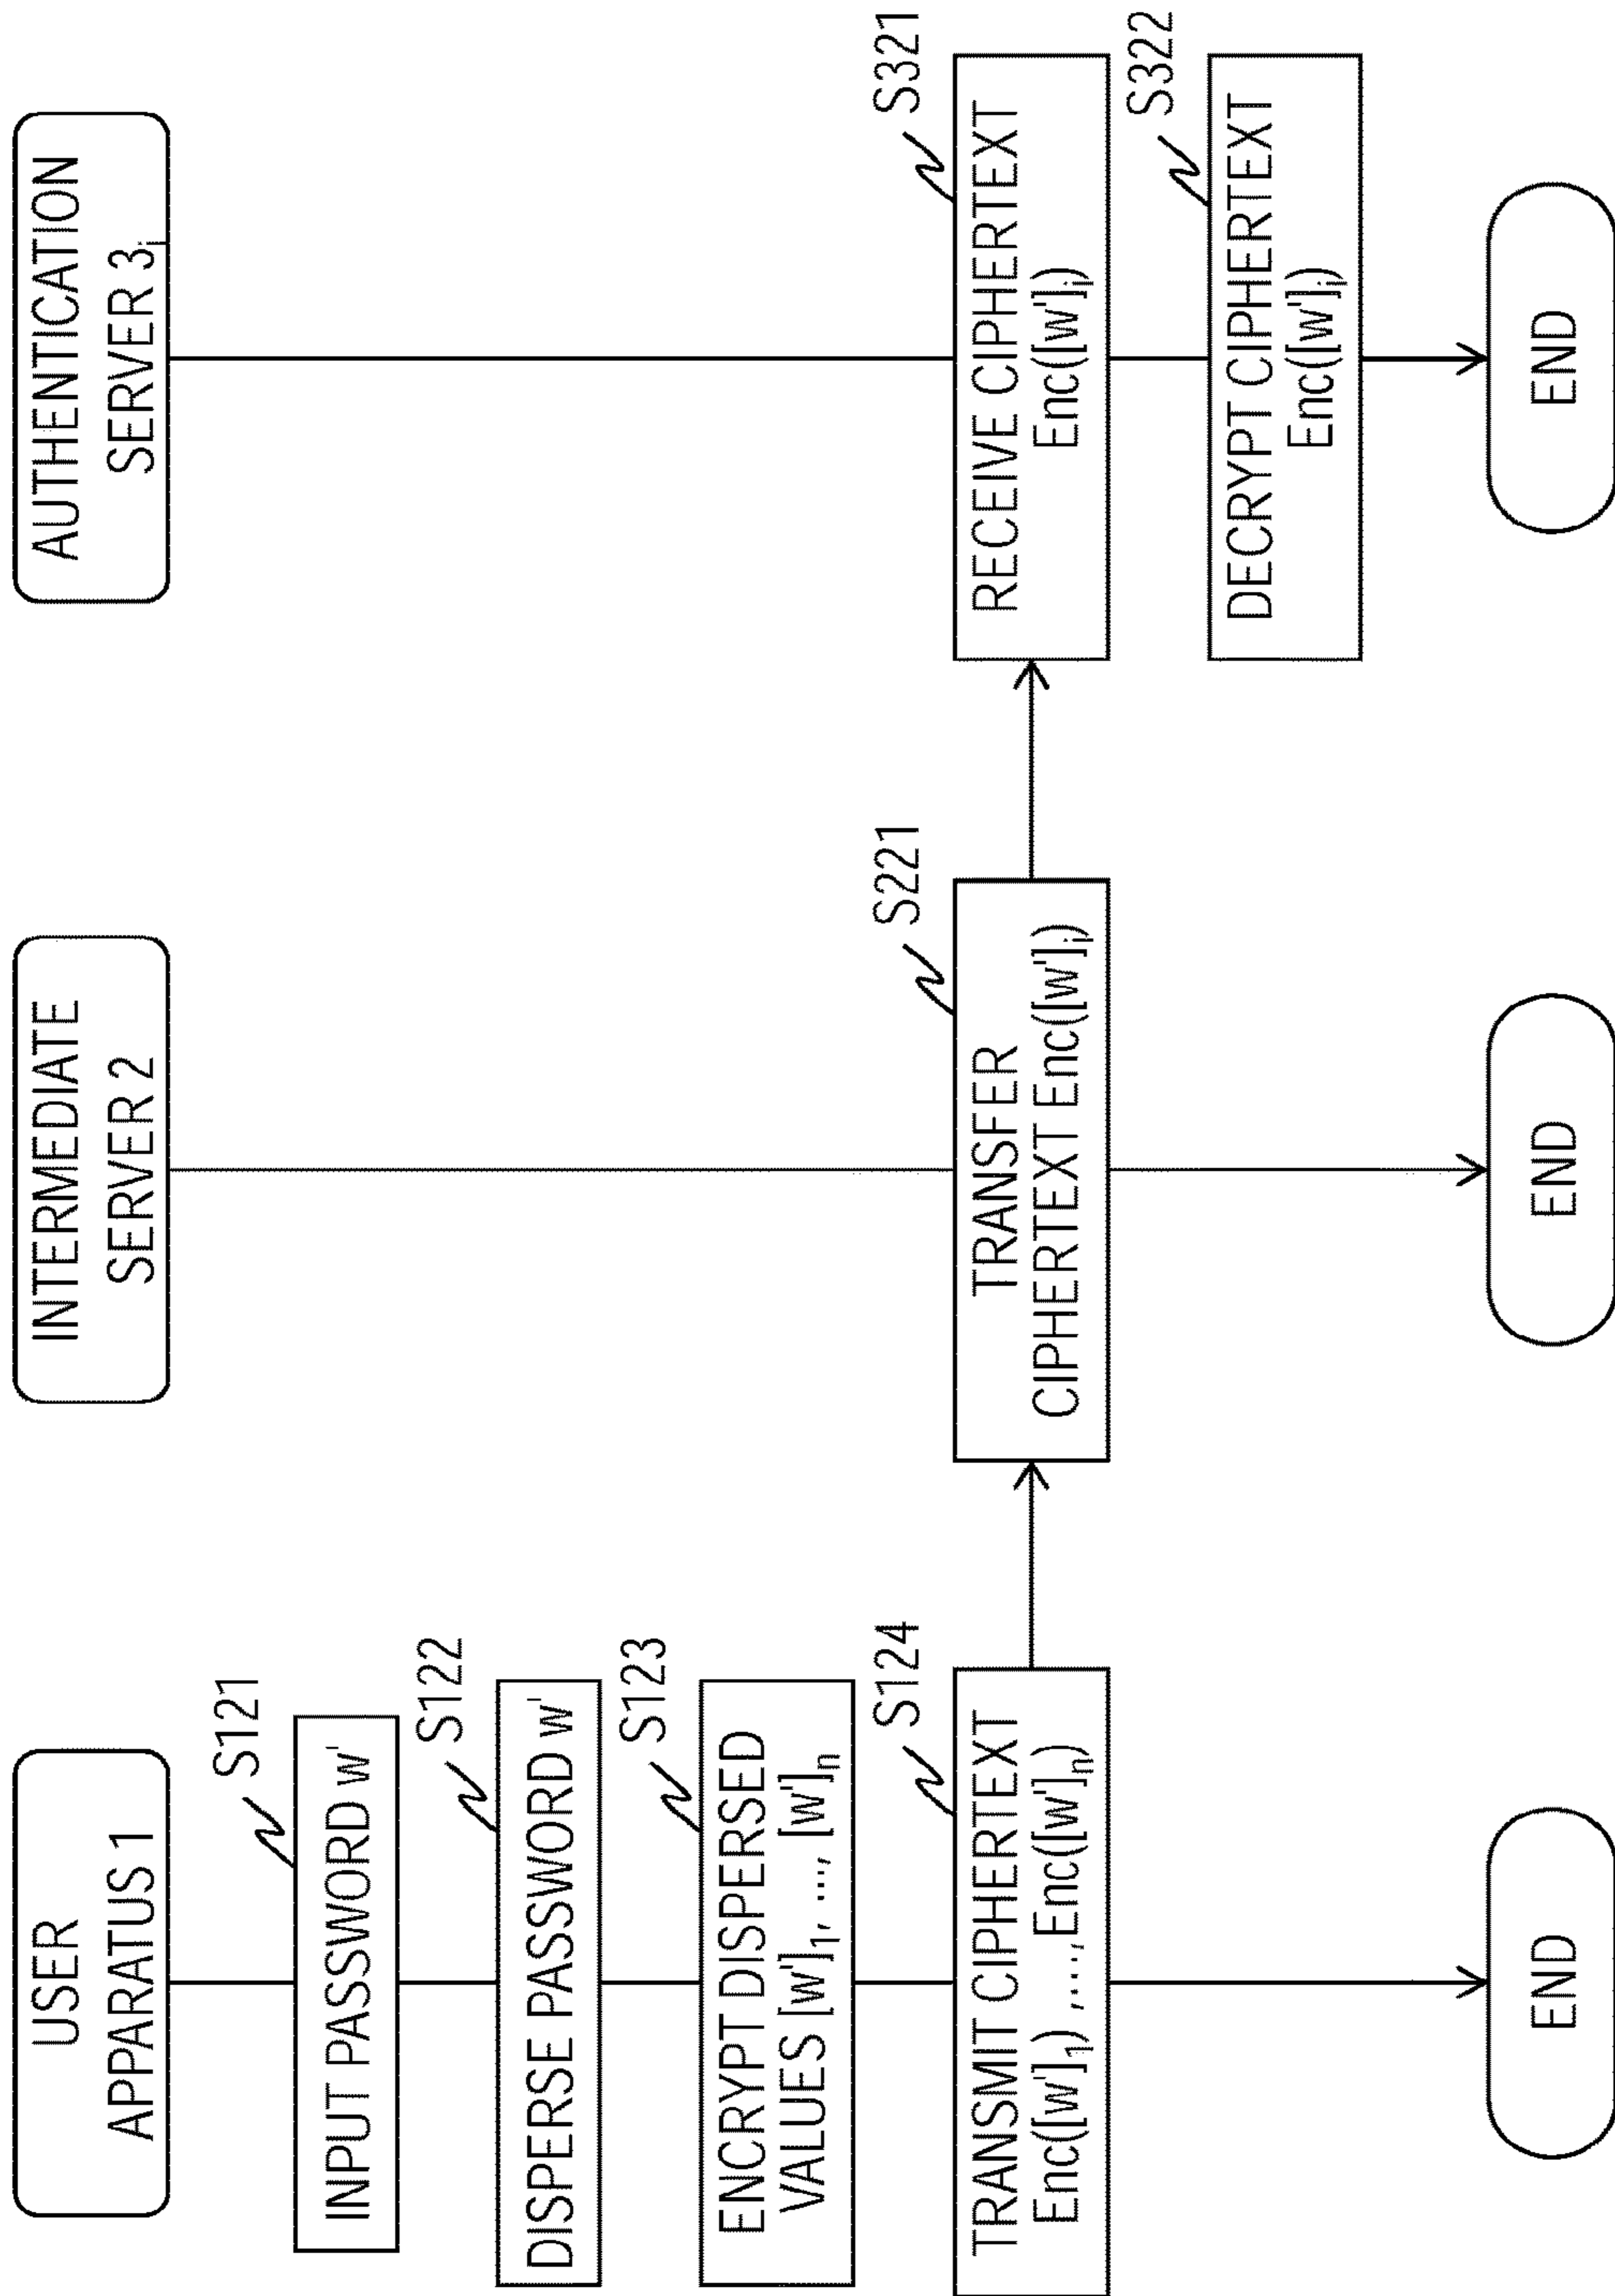 USER
APPARATUS 1
S121
INPUT PASSWORD w'
S122
DISPERSE PASSWORD w'
S123
ENCRYPT DISPERSED
VALUES [w']1, ..., [w']n
S124
TRANSMIT CIPHERTEXT
Enc([w']1) ,...,Enc([w']n)
END
INTERMEDIATE
SERVER 2
S221
TRANSFER
CIPHERTEXT Enc([w']i)
END
AUTHENTICATION
SERVER 3i
S321
RECEIVE CIPHERTEXT
Enc([w']i)
S322
DECRYPT CIPHERTEXT
Enc([w']i)
END